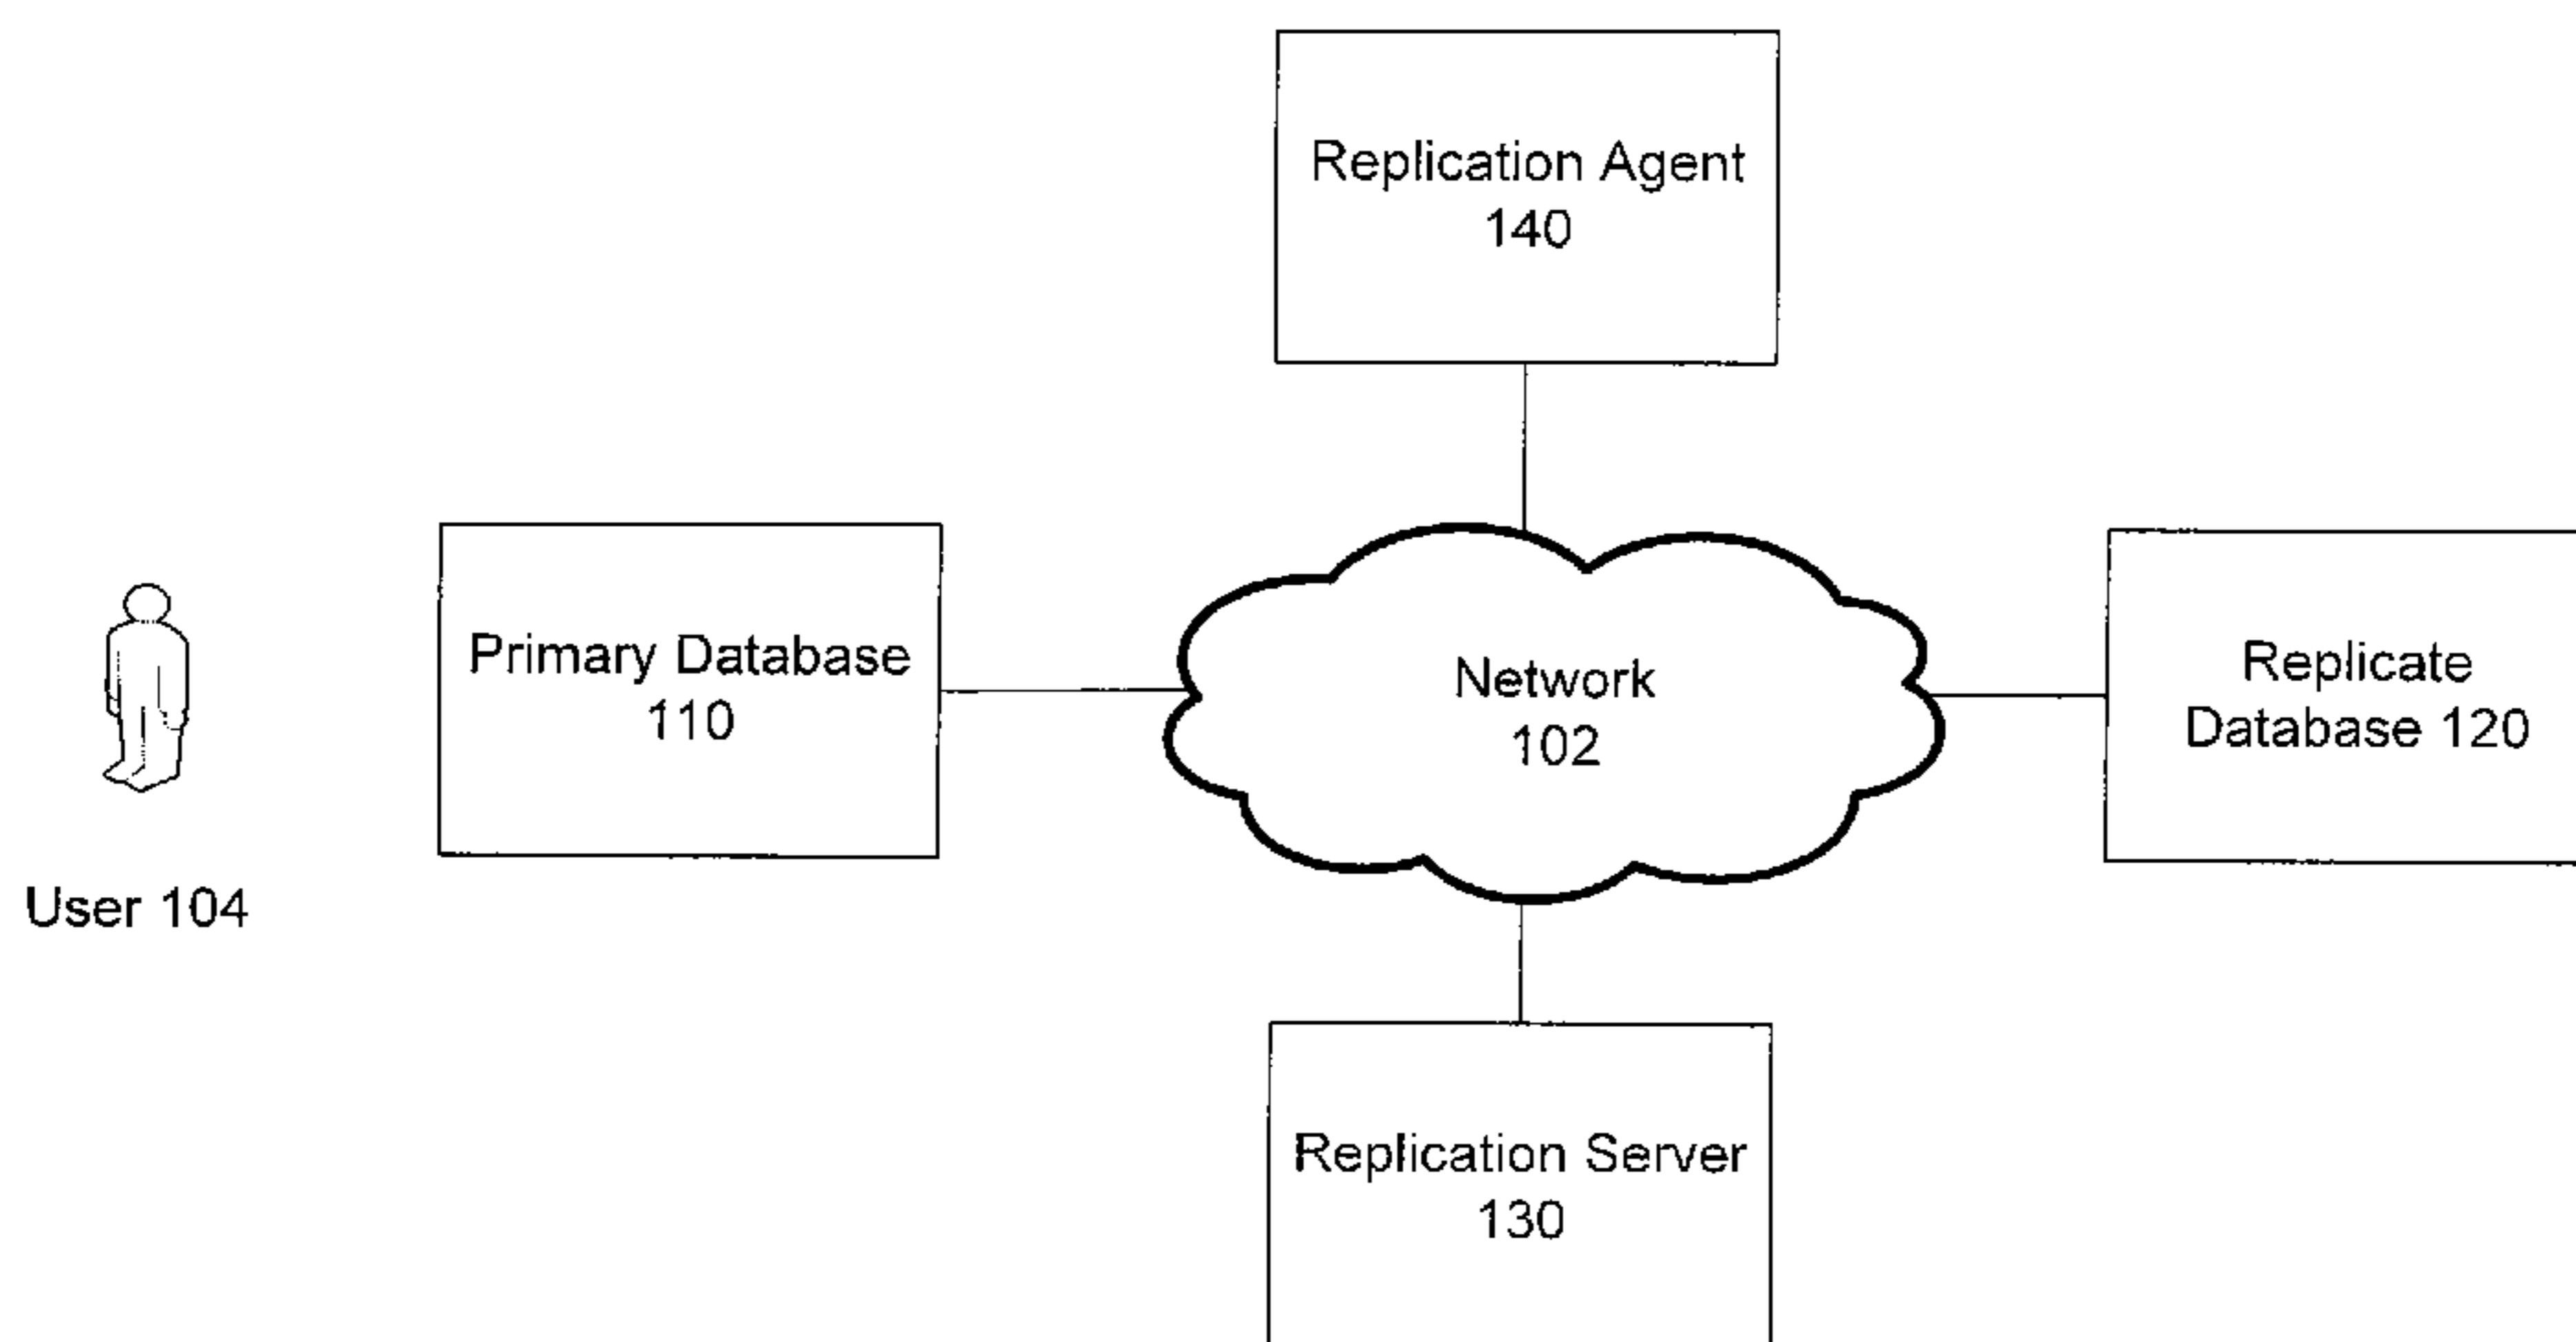 Replication Agent
140
Primary Database
110
Network
102
Replicate
Database 120
User 104
Replication Server
130